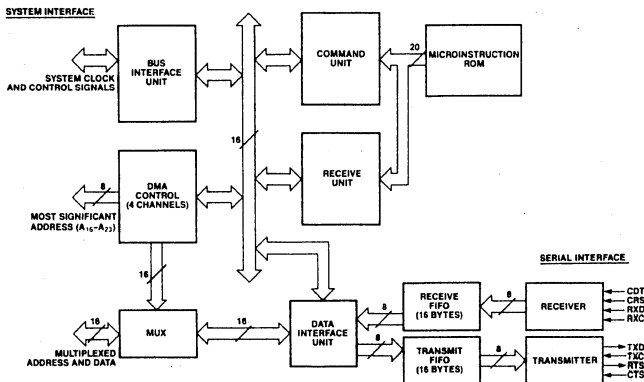 SYSTEM INTERFACE
BUS
INTERFACE
UNIT
SYSTEM CLOCK
AND CONTROL SIGNALS
COMMAND
UNIT
20
MICROINSTRUCTION
ROM
16
RECEIVE
UNIT
8
DMA
CONTROL
(4 CHANNELS)
MOST SIGNIFICANT
ADDRESS (A16–A23)
16
16
MUX
MULTIPLEXED
ADDRESS AND DATA
16
DATA
INTERFACE
UNIT
SERIAL INTERFACE
8
RECEIVE
FIFO
(16 BYTES)
8
RECEIVER
CDT
CRS
RXD
RXC
8
TRANSMIT
FIFO
(16 BYTES)
8
TRANSMITTER
TXD
TXC
RTS
CTS